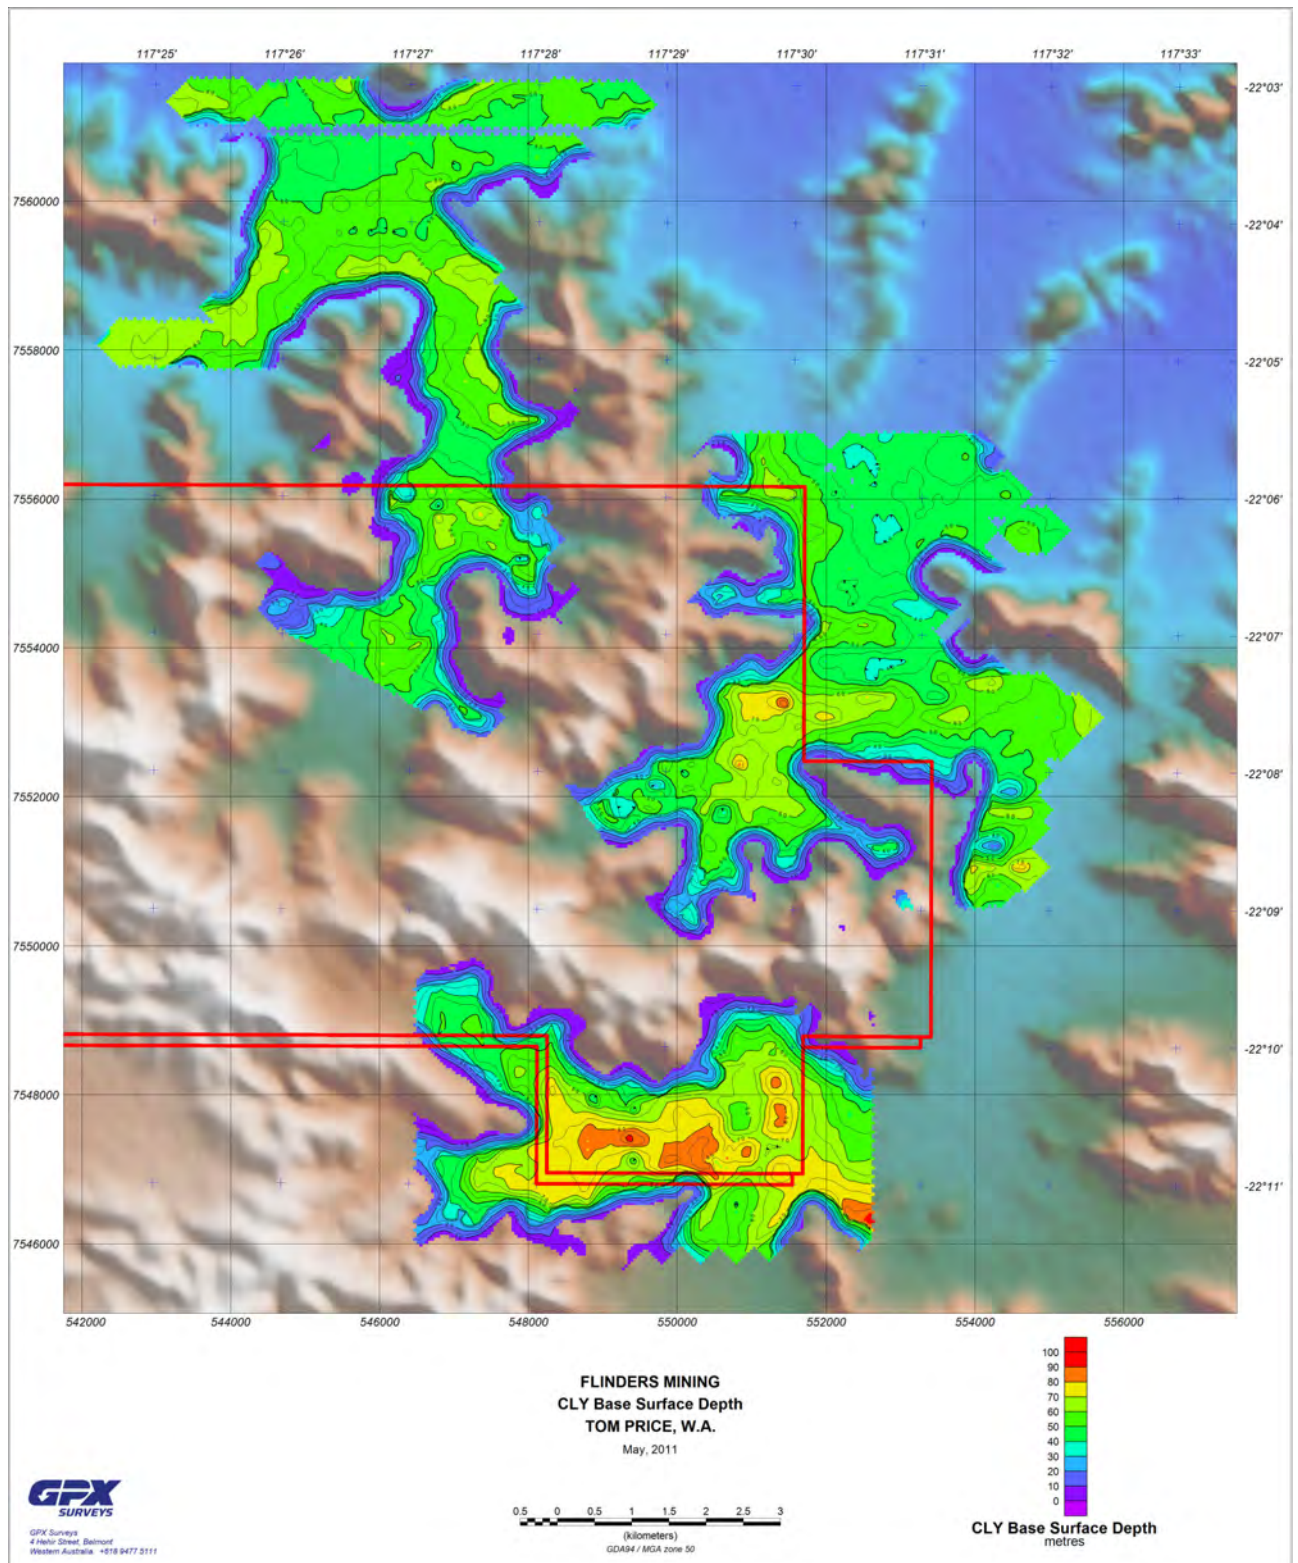 117°25' 117°26' 117°27' 117°28' 117°29' 117°30' 117°31' 117°32' 117°33'
-22°03'
7560000
-22°04'
7558000
-22°05'
7556000
-22°06'
-22°07'
7554000
-22°08'
7552000
-22°09'
7550000
-22°10'
7548000
-22°11'
7546000
542000 544000 546000 548000 550000 552000 554000 556000
FLINDERS MINING
CLY Base Surface Depth
TOM PRICE, W.A.
May, 2011
100
90
80
70
60
50
40
30
20
10
0
CLY Base Surface Depth
metres
GPX
SURVEYS
GPX Surveys
4 Hehir Street, Belmont
Western Australia. +618 9477 5111
0.5 0 0.5 1 1.5 2 2.5 3
(kilometers)
GDA94 / MGA zone 50